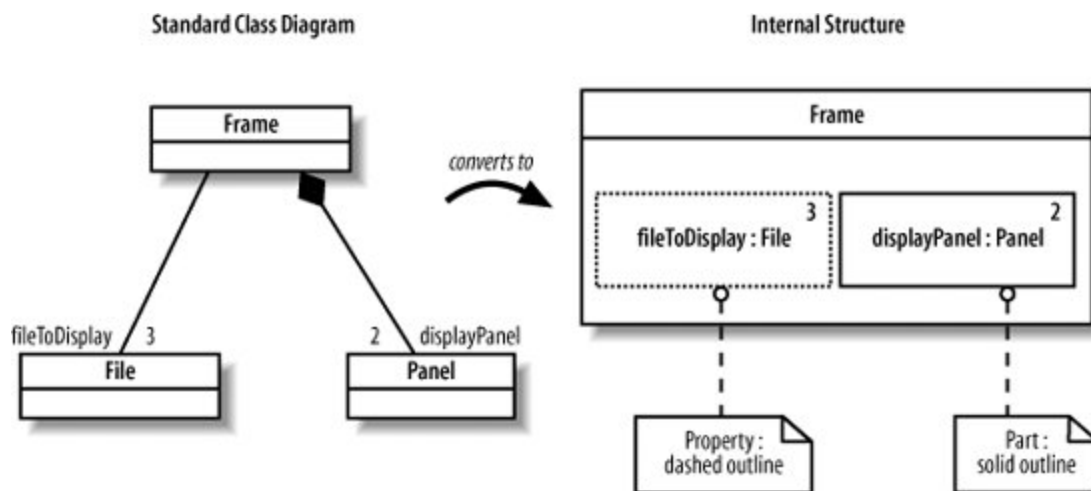 Standard Class Diagram
Internal Structure
Frame
converts to
Frame
3
fileToDisplay : File
2
displayPanel : Panel
fileToDisplay
3
2
displayPanel
File
Panel
Property :
dashed outline
Part :
solid outline